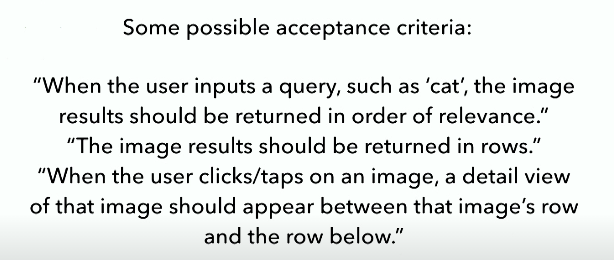 Some possible acceptance criteria:
“When the user inputs a query, such as ‘cat’, the image
results should be returned in order of relevance.”
“The image results should be returned in rows.”
“When the user clicks/taps on an image, a detail view
of that image should appear between that image’s row
and the row below.”